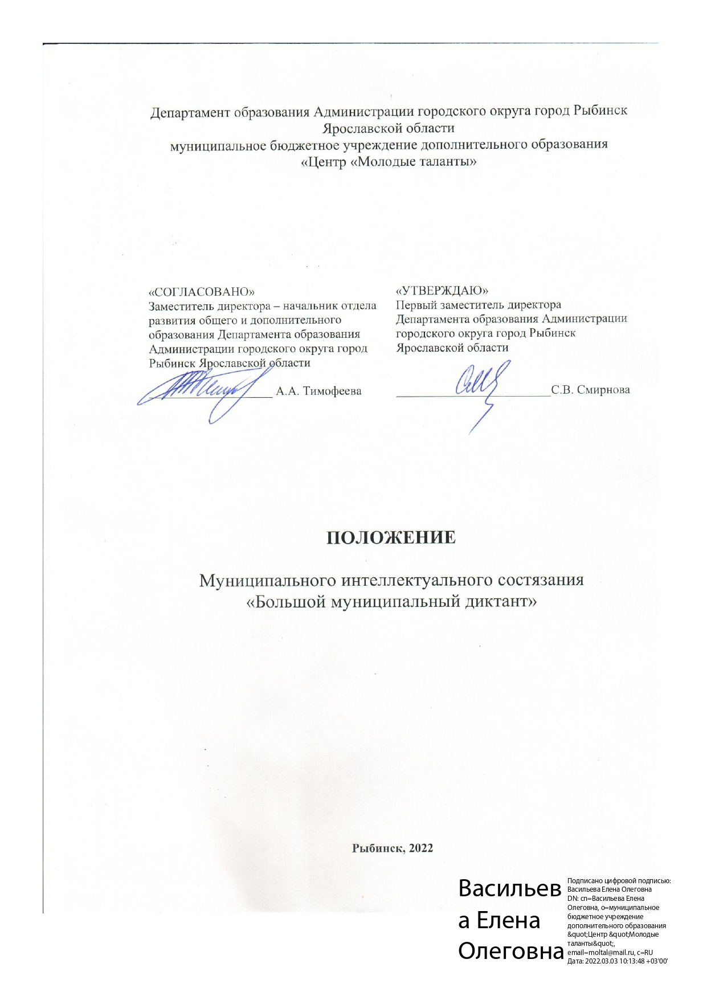 Департамент образования Администрации городского округа город Рыбинск
Ярославской области
муниципальное бюджетное учреждение дополнительного образования
«Центр «Молодые таланты»
«СОГЛАСОВАНО»
Заместитель директора – начальник отдела
развития общего и дополнительного
образования Департамента образования
Администрации городского округа город
Рыбинск Ярославской области
А.А. Тимофеева
«УТВЕРЖДАЮ»
Первый заместитель директора
Департамента образования Администрации
городского округа город Рыбинск
Ярославской области
С.В. Смирнова
ПОЛОЖЕНИЕ
Муниципального интеллектуального состязания
«Большой муниципальный диктант»
Рыбинск, 2022
Васильев
а Елена
Олеговна
Подписано цифровой подписью:
Васильева Елена Олеговна
DN: cn=Васильева Елена
Олеговна, o=муниципальное
бюджетное учреждение
дополнительного образования
&quot;Центр &quot;Молодые
таланты&quot;,
email=moltal@mail.ru, c=RU
Дата: 2022.03.03 10:13:48 +03'00'